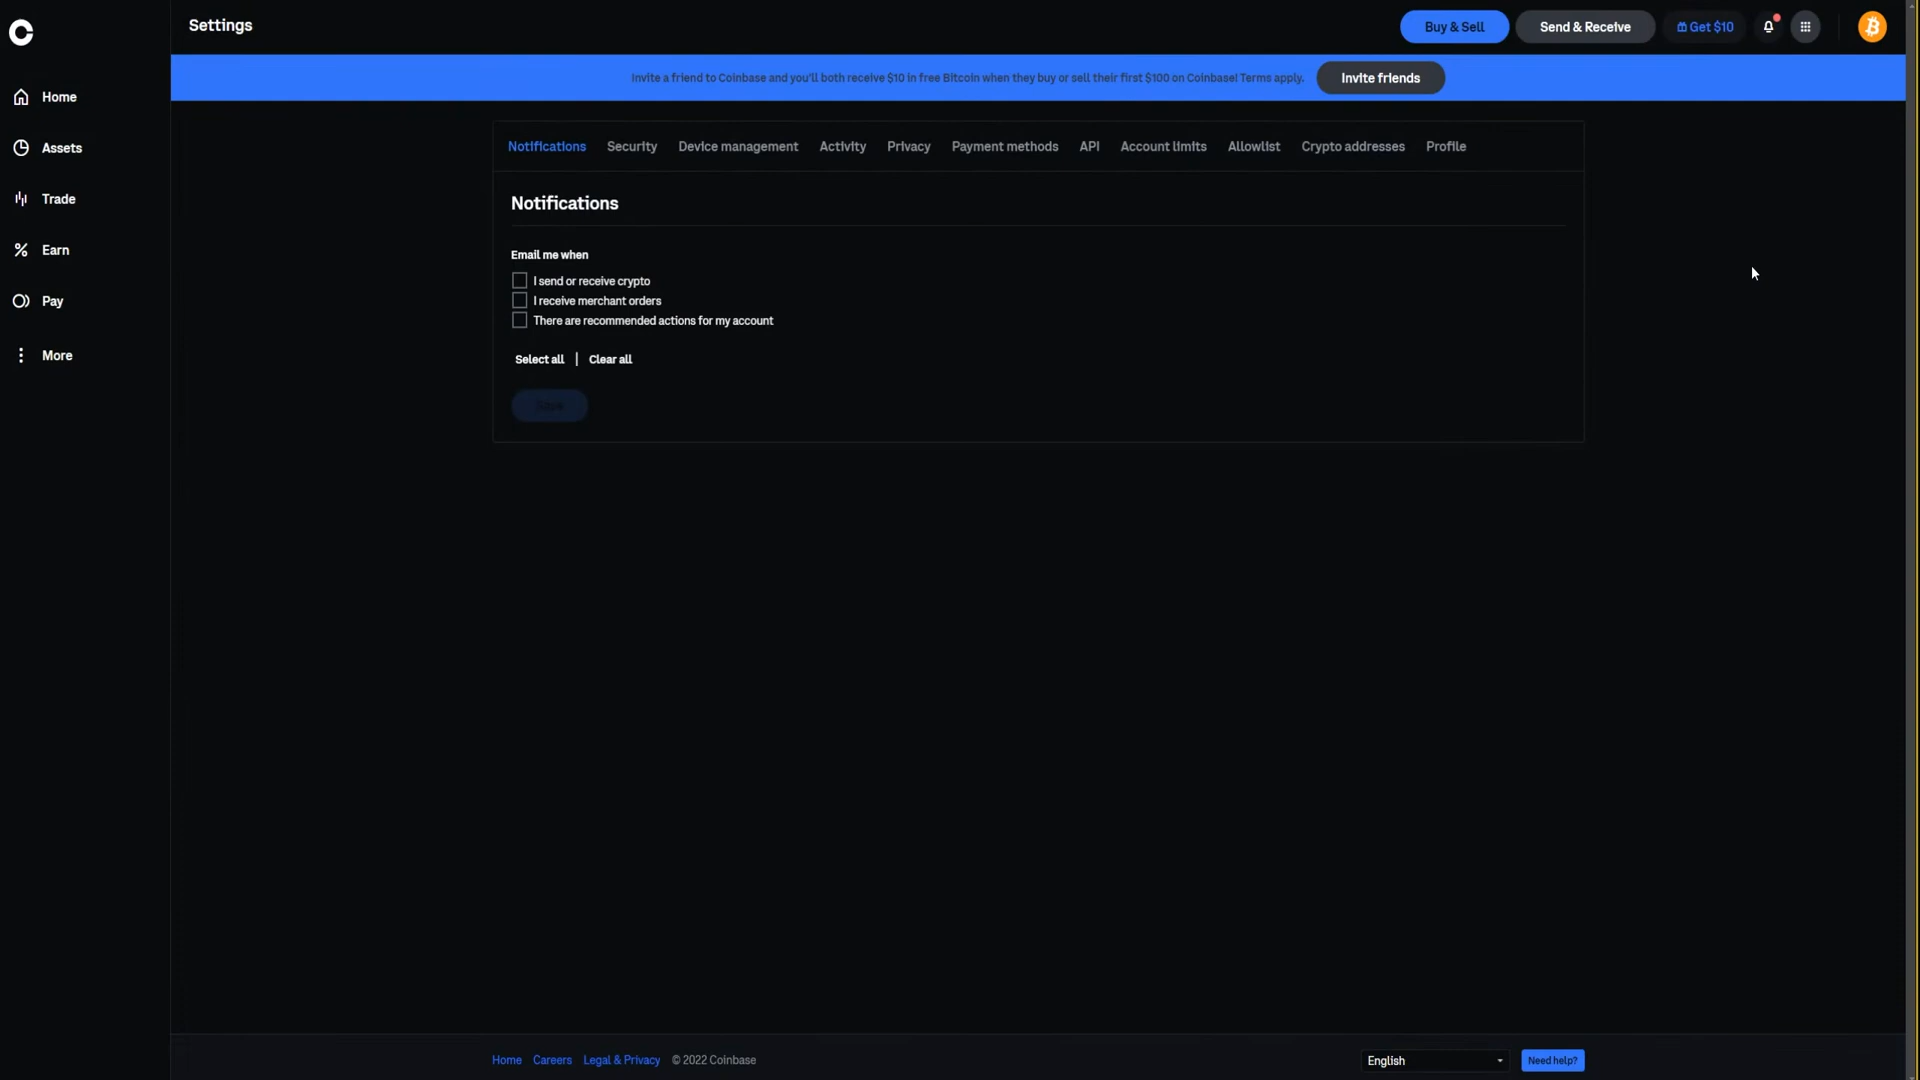 Settings
Buy & Sell
Send & Receive
Get $10
Invite a friend to Coinbase and you'll both receive $10 in free Bitcoin when they buy or sell their first $100 on Coinbase! Terms apply.
Invite friends
Home
Assets
Trade
Earn
Pay
More
Notifications Security Device management Activity Privacy Payment methods API Account limits Allowlist Crypto addresses Profile
Notifications
Email me when
I send or receive crypto
I receive merchant orders
There are recommended actions for my account
Select all | Clear all
Save
Home Careers Legal & Privacy © 2022 Coinbase
English
Need help?